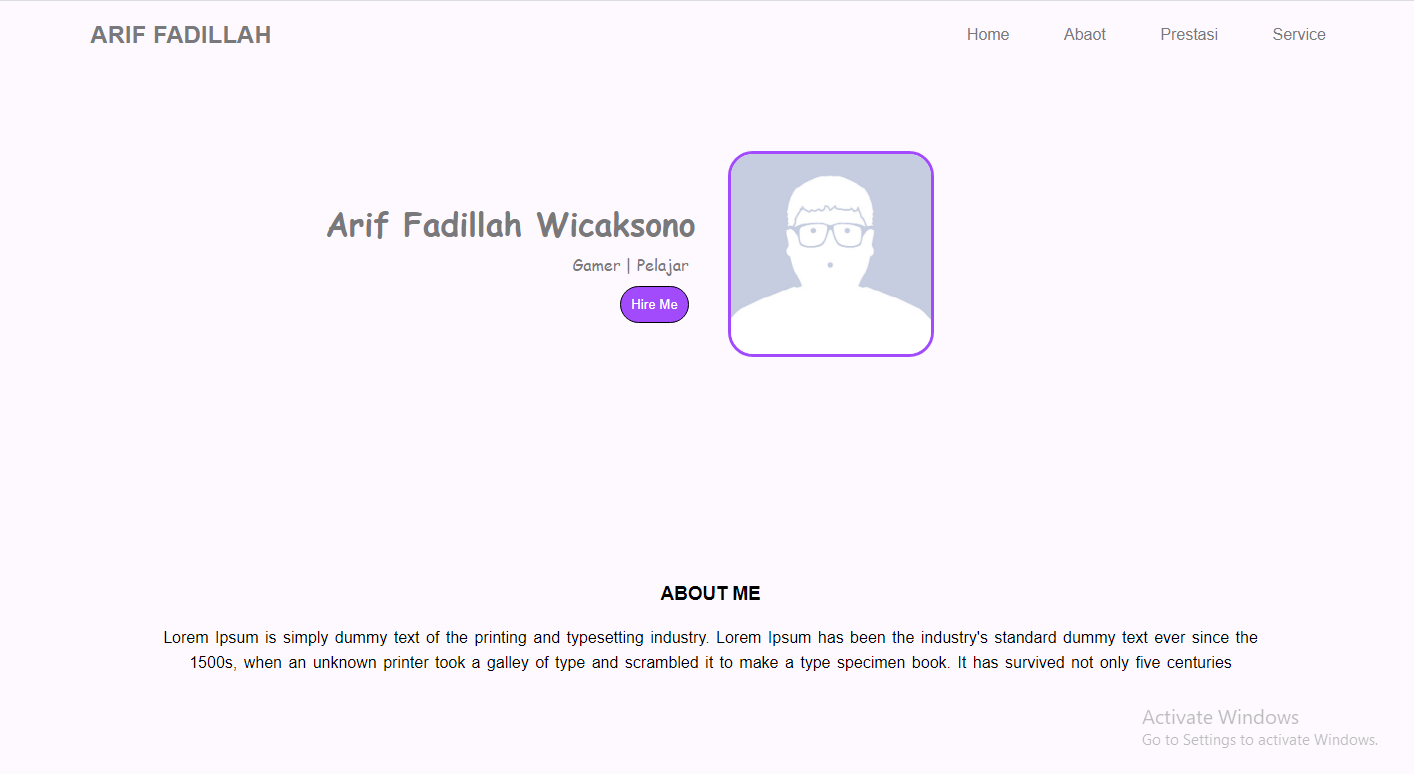 ARIF FADILLAH
Home
Abaot
Prestasi
Service
Arif Fadillah Wicaksono
Gamer | Pelajar
Hire Me
ABOUT ME
Lorem Ipsum is simply dummy text of the printing and typesetting industry. Lorem Ipsum has been the industry's standard dummy text ever since the
1500s, when an unknown printer took a galley of type and scrambled it to make a type specimen book. It has survived not only five centuries
Activate Windows
Go to Settings to activate Windows.